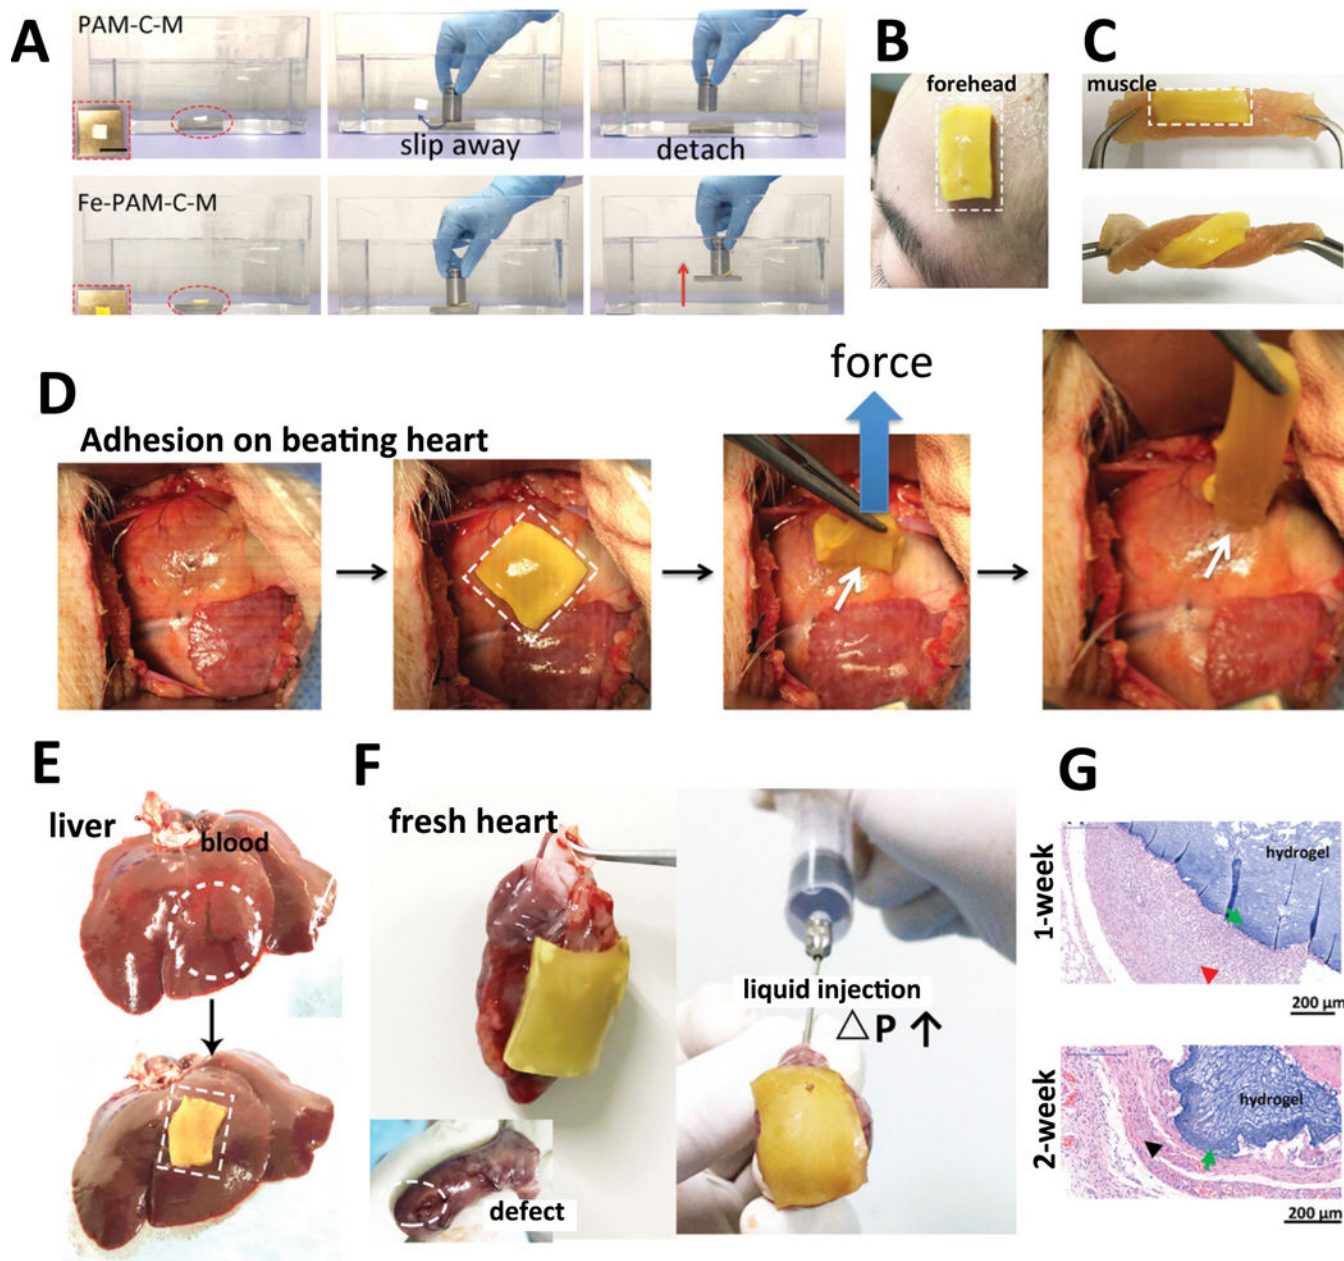 A
PAM-C-M
slip away
detach
Fe-PAM-C-M
B
forehead
C
muscle
D
Adhesion on beating heart
force
E
liver
blood
F
fresh heart
defect
liquid injection
△ P ↑
G
1-week
hydrogel
200 μm
2-week
hydrogel
200 μm